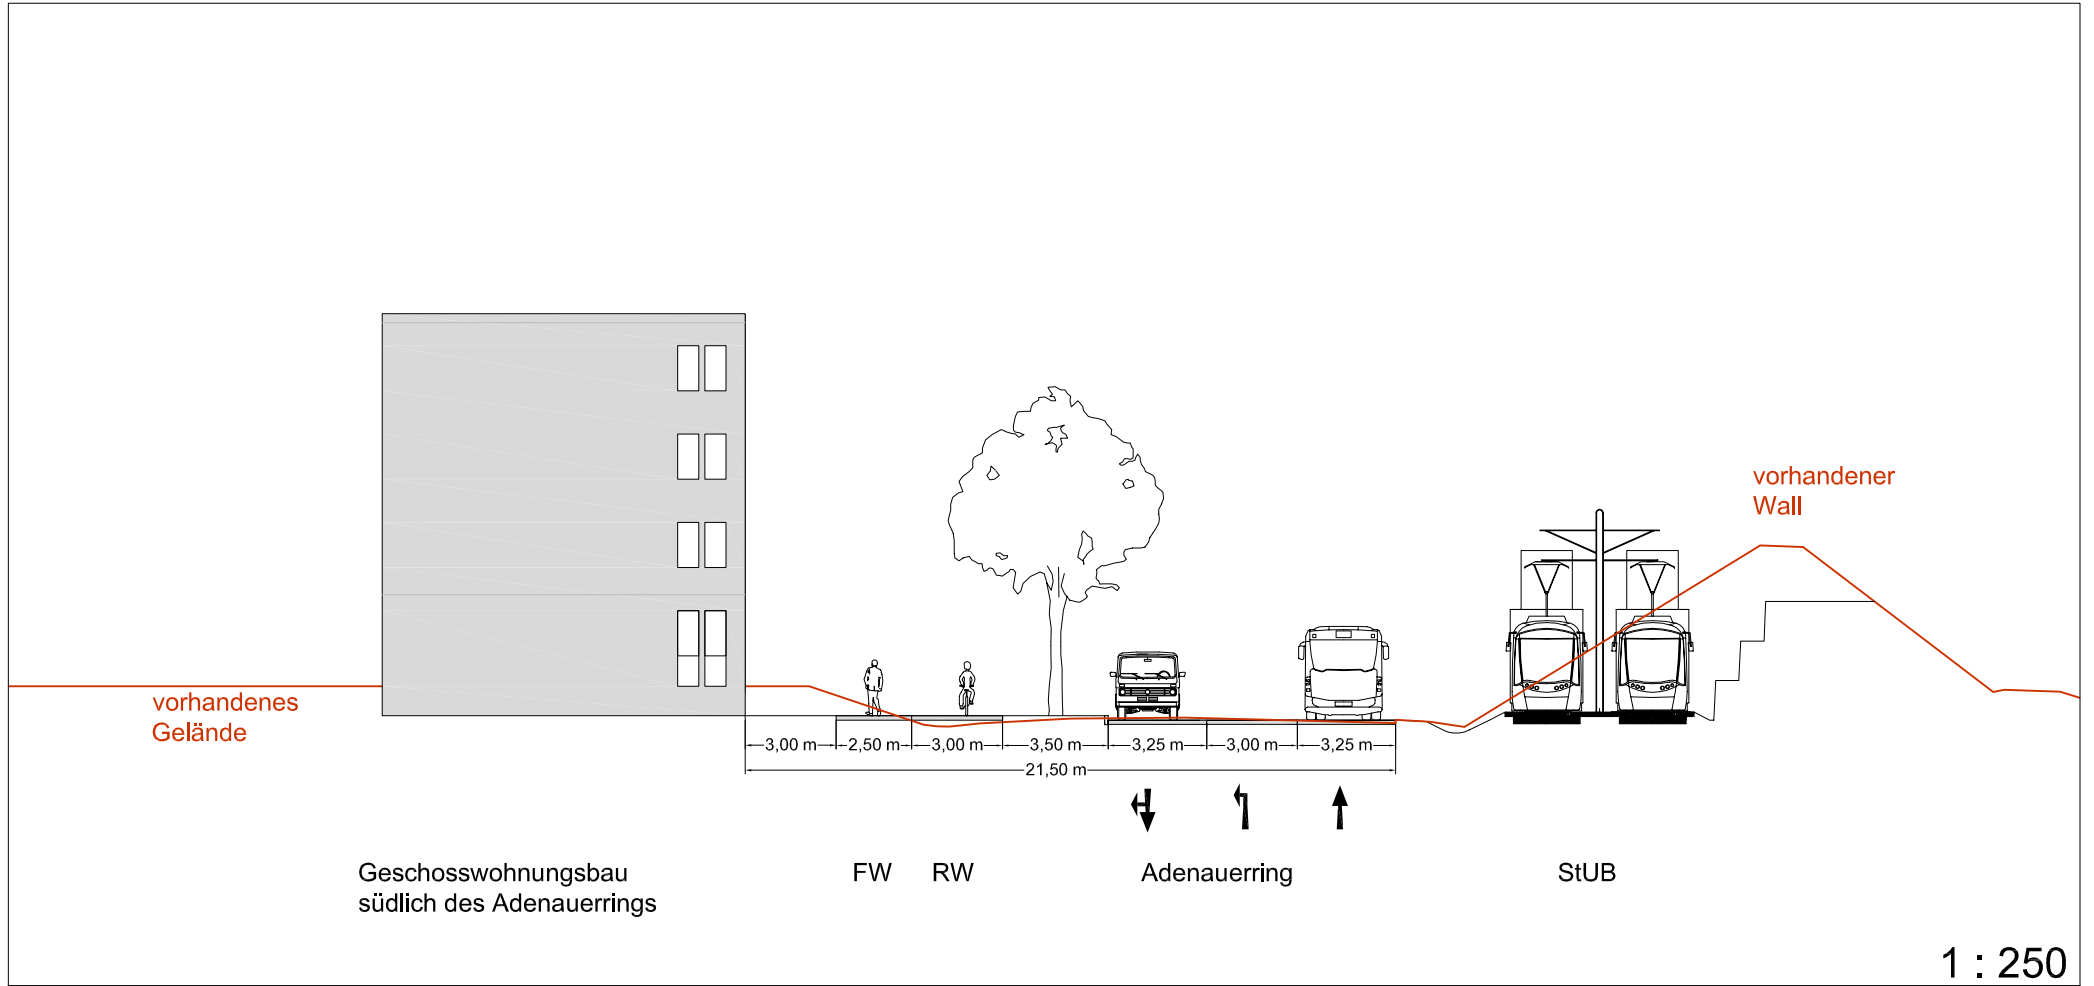 vorhandener
Wall
vorhandenes
Gelände
3,00 m
2,50 m
3,00 m
3,50 m
3,25 m
3,00 m
3,25 m
21,50 m
Geschosswohnungsbau
südlich des Adenauerrings
FW
RW
Adenauerring
StUB
1 : 250